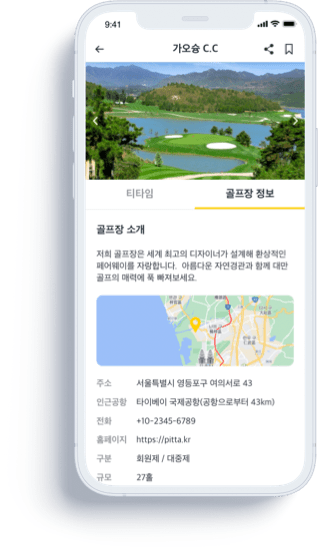 9:41
가오슝 C.C
티타임
골프장 정보
골프장 소개
저희 골프장은 세계 최고의 디자이너가 설계해 환상적인
페어웨이를 자랑합니다. 아름다운 자연경관과 함께 대만
골프의 매력에 푹 빠져보세요.
주소 서울특별시 영등포구 여의서로 43
인근공항 타이베이 국제공항(공항으로부터 43km)
전화 +10-2345-6789
홈페이지 https://pitta.kr
구분 회원제 / 대중제
규모 27홀